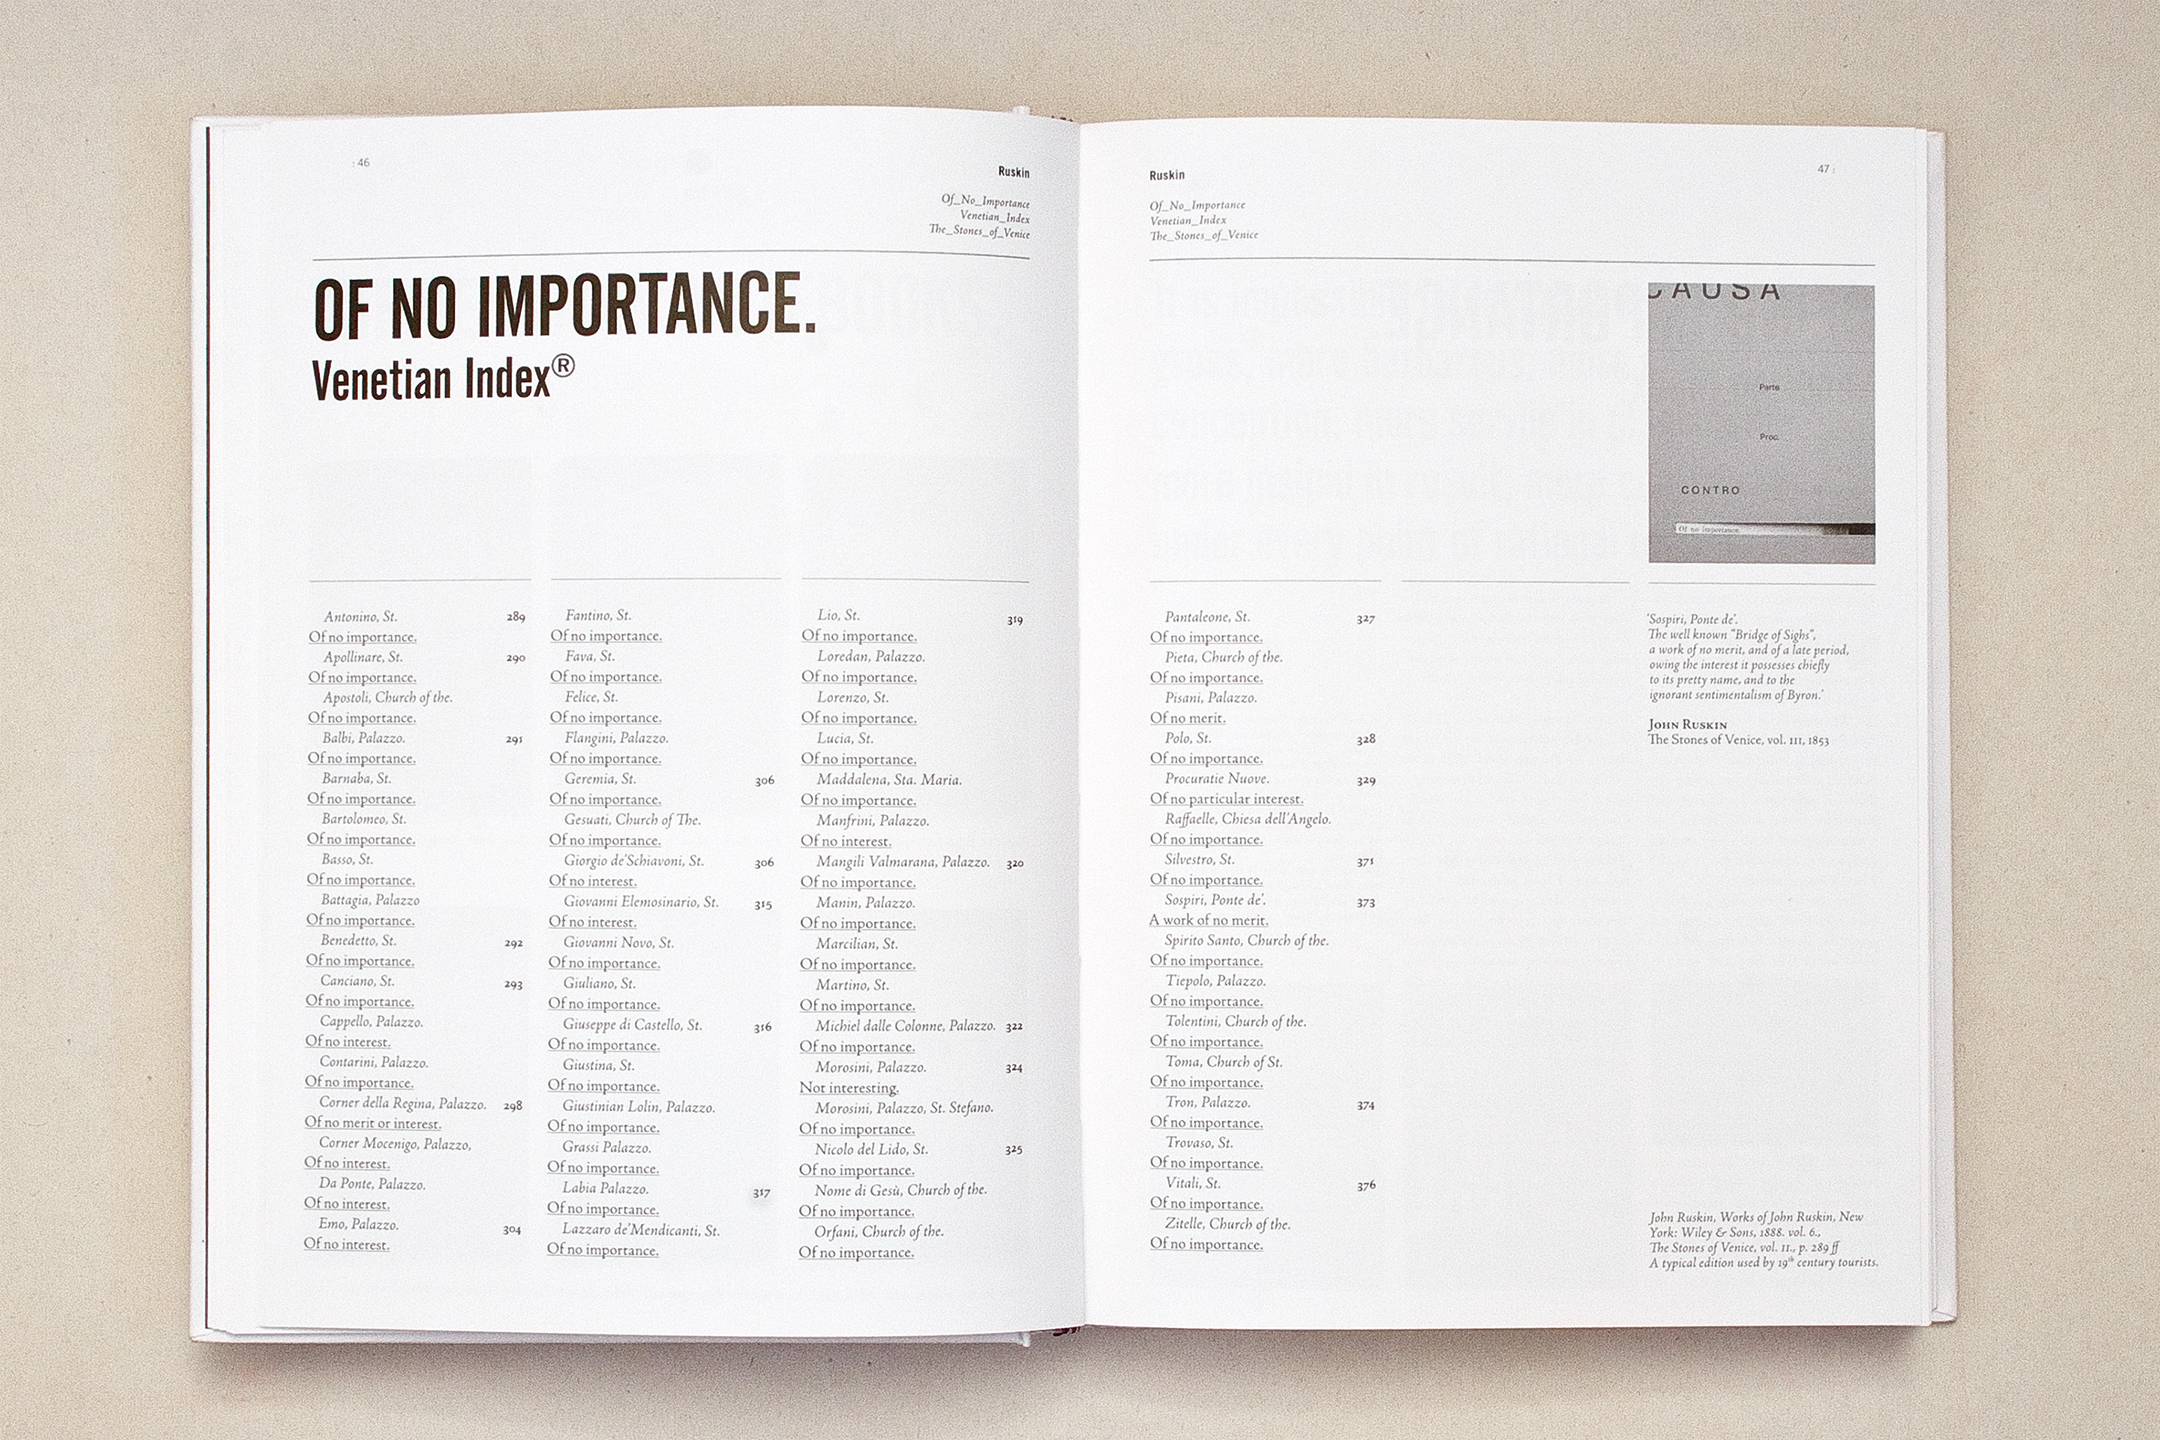 : 46
Ruskin
Of_No_Importance
Venetian_Index
The_Stones_of_Venice
OF NO IMPORTANCE.
Venetian Index®
Antonino, St. 289
Of no importance.
Apollinare, St. 290
Of no importance.
Apostoli, Church of the.
Of no importance.
Balbi, Palazzo. 291
Of no importance.
Barnaba, St.
Of no importance.
Bartolomeo, St.
Of no importance.
Basso, St.
Of no importance.
Battagia, Palazzo
Of no importance.
Benedetto, St. 292
Of no importance.
Canciano, St. 293
Of no importance.
Cappello, Palazzo.
Of no interest.
Contarini, Palazzo.
Of no importance.
Corner della Regina, Palazzo. 298
Of no merit or interest.
Corner Mocenigo, Palazzo,
Of no interest.
Da Ponte, Palazzo.
Of no interest.
Emo, Palazzo. 304
Of no interest.
Fantino, St.
Of no importance.
Fava, St.
Of no importance.
Felice, St.
Of no importance.
Flangini, Palazzo.
Of no importance.
Geremia, St. 306
Of no importance.
Gesuati, Church of The.
Of no importance.
Giorgio de'Schiavoni, St. 306
Of no interest.
Giovanni Elemosinario, St. 315
Of no interest.
Giovanni Novo, St.
Of no importance.
Giuliano, St.
Of no importance.
Giuseppe di Castello, St. 316
Of no importance.
Giustina, St.
Of no importance.
Giustinian Lolin, Palazzo.
Of no importance.
Grassi Palazzo.
Of no importance.
Labia Palazzo. 317
Of no importance.
Lazzaro de'Mendicanti, St.
Of no importance.
Lio, St. 319
Of no importance.
Loredan, Palazzo.
Of no importance.
Lorenzo, St.
Of no importance.
Lucia, St.
Of no importance.
Maddalena, Sta. Maria.
Of no importance.
Manfrini, Palazzo.
Of no interest.
Mangili Valmarana, Palazzo. 320
Of no importance.
Manin, Palazzo.
Of no importance.
Marcilian, St.
Of no importance.
Martino, St.
Of no importance.
Michiel dalle Colonne, Palazzo. 322
Of no importance.
Morosini, Palazzo. 324
Not interesting.
Morosini, Palazzo, St. Stefano.
Of no importance.
Nicolo del Lido, St. 325
Of no importance.
Nome di Gesù, Church of the.
Of no importance.
Orfani, Church of the.
Of no importance.
47 :
Ruskin
Of_No_Importance
Venetian_Index
The_Stones_of_Venice
Pantaleone, St. 327
Of no importance.
Pieta, Church of the.
Of no importance.
Pisani, Palazzo.
Of no merit.
Polo, St. 328
Of no importance.
Procuratie Nuove. 329
Of no particular interest.
Raffaelle, Chiesa dell'Angelo.
Of no importance.
Silvestro, St. 371
Of no importance.
Sospiri, Ponte de'. 373
A work of no merit.
Spirito Santo, Church of the.
Of no importance.
Tiepolo, Palazzo.
Of no importance.
Tolentini, Church of the.
Of no importance.
Toma, Church of St.
Of no importance.
Tron, Palazzo. 374
Of no importance.
Trovaso, St.
Of no importance.
Vitali, St. 376
Of no importance.
Zitelle, Church of the.
Of no importance.
CAUSA
Parte
Proc.
CONTRO
Of no importance.
'Sospiri, Ponte de'.
The well known "Bridge of Sighs",
a work of no merit, and of a late period,
owing the interest it possesses chiefly
to its pretty name, and to the
ignorant sentimentalism of Byron.'
John Ruskin
The Stones of Venice, vol. III, 1853
John Ruskin, Works of John Ruskin, New
York: Wiley & Sons, 1888. vol. 6.,
The Stones of Venice, vol. II., p. 289 ff
A typical edition used by 19th century tourists.